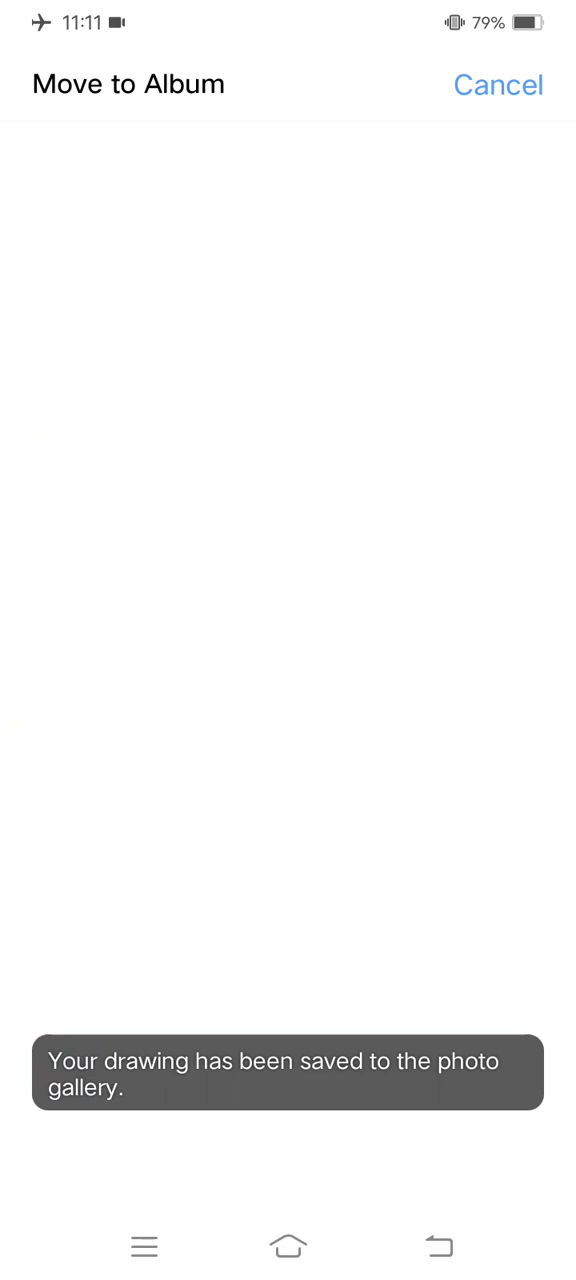 11:11
79%
Move to Album
Cancel
Your drawing has been saved to the photo
gallery.